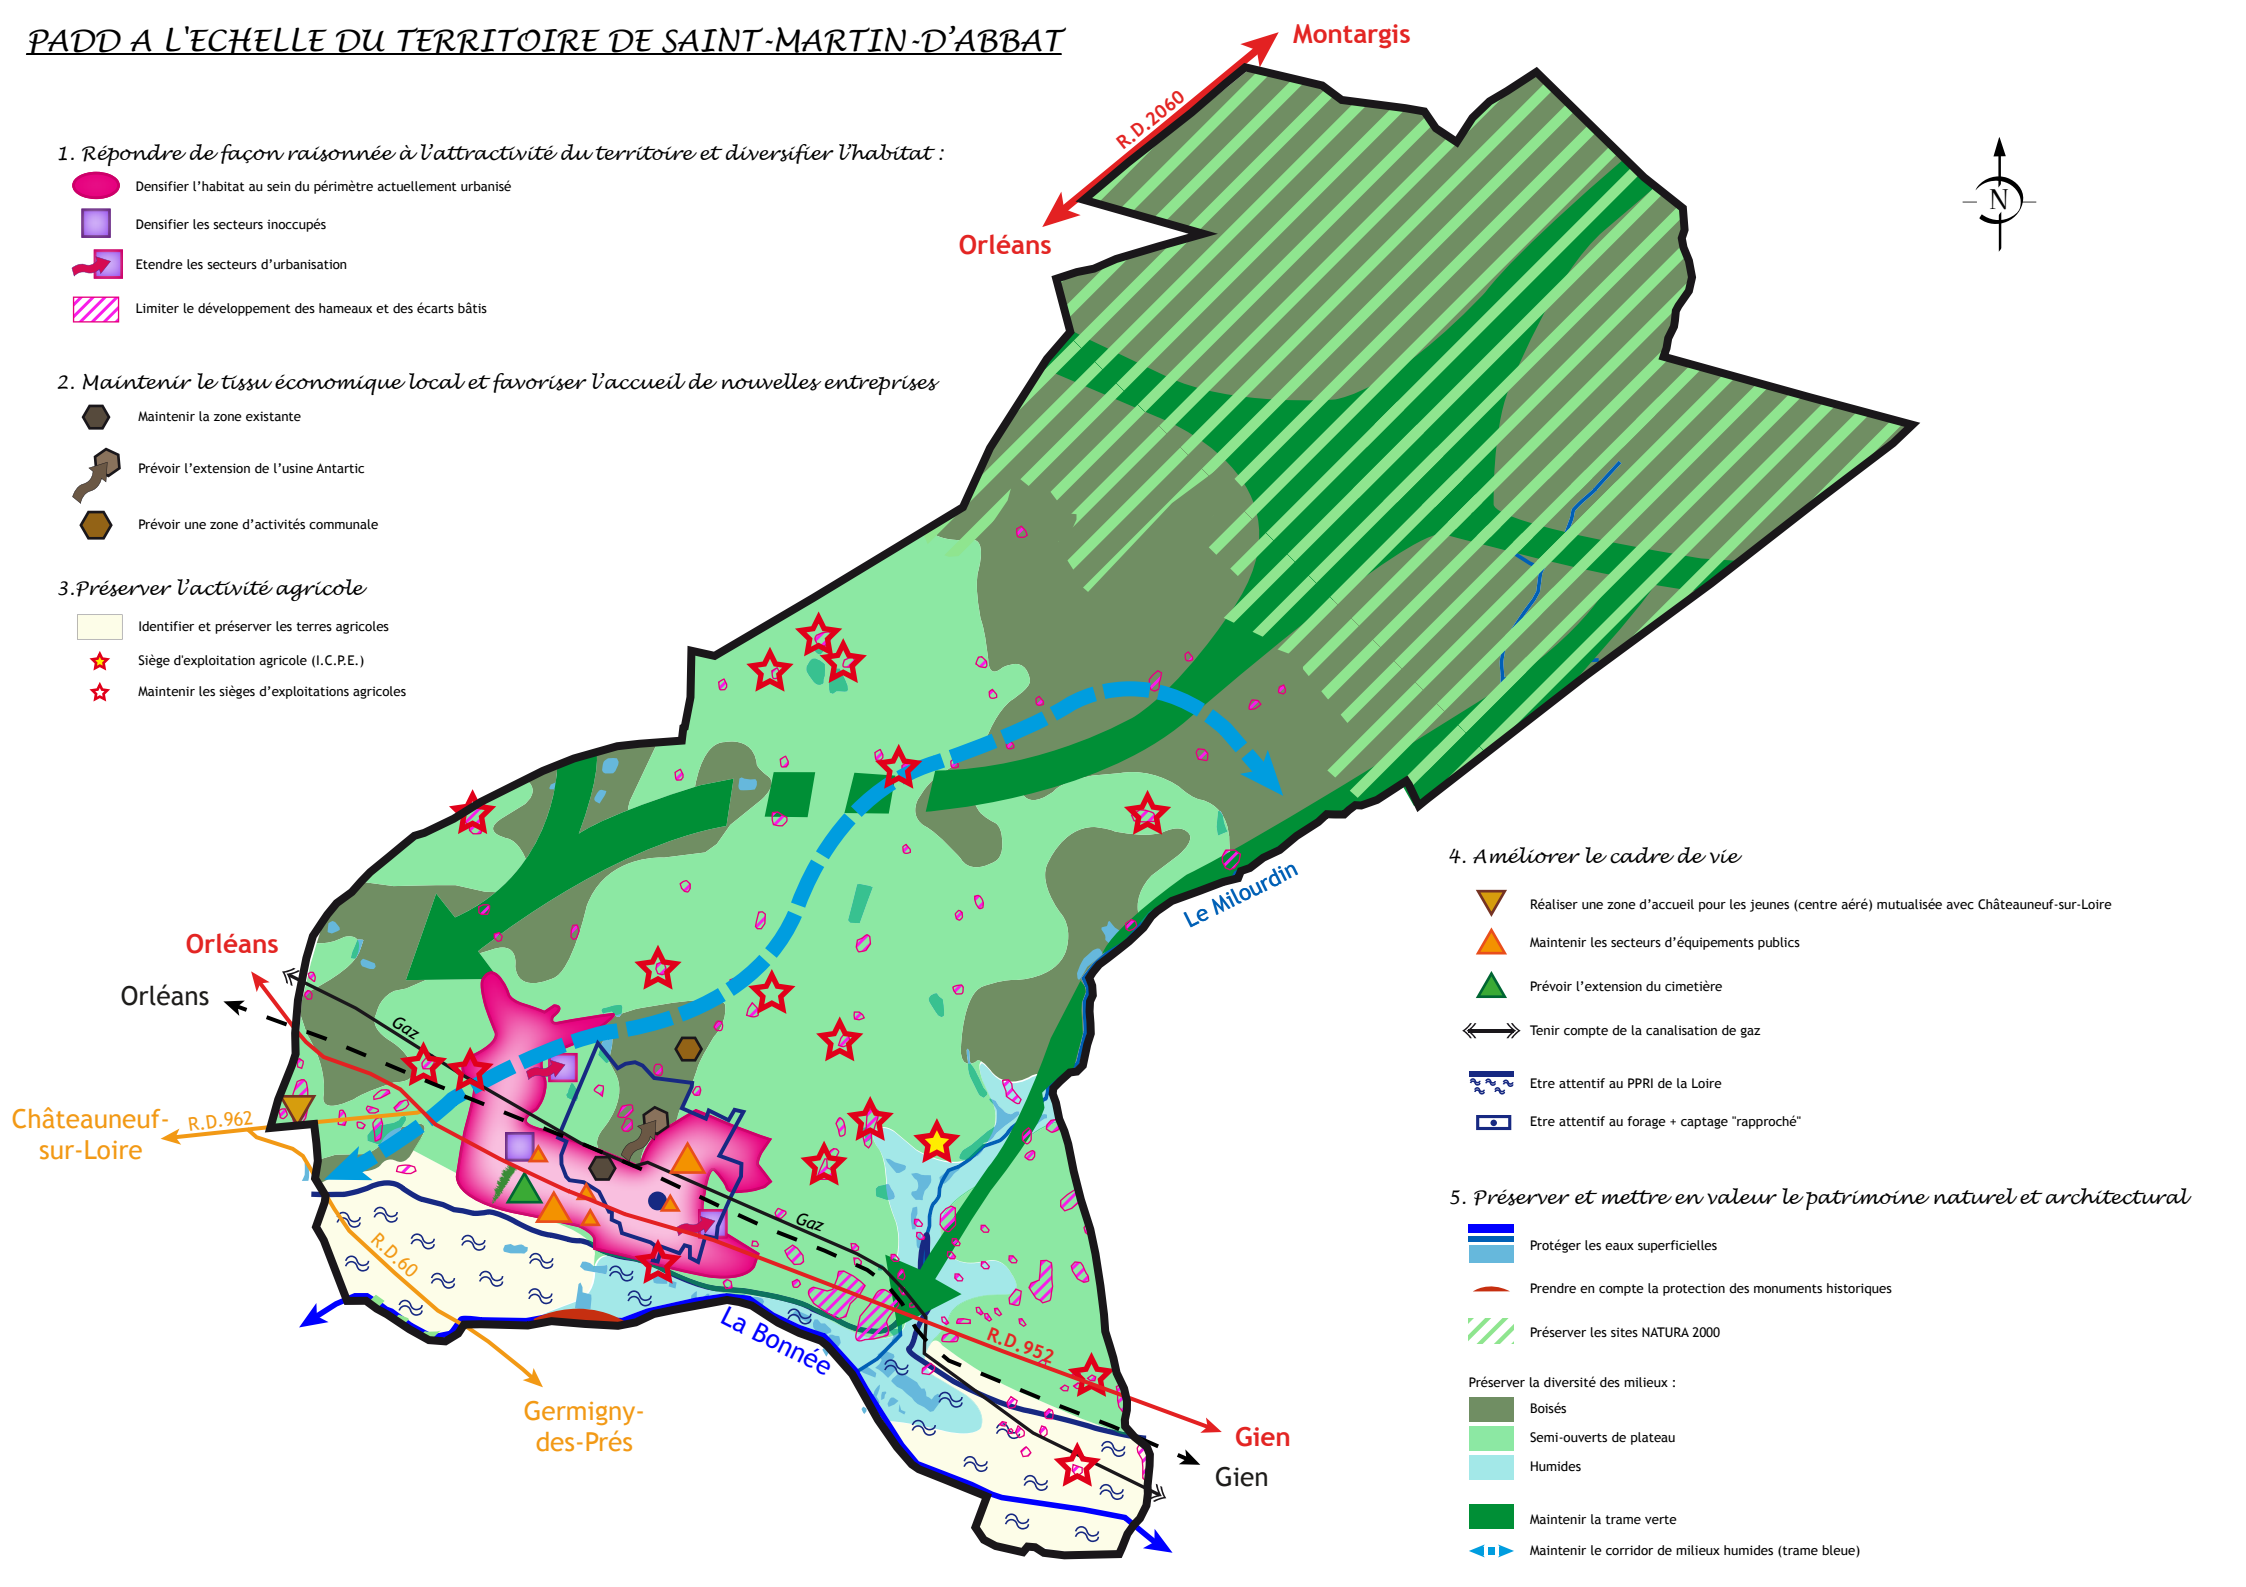 PADD A L'ECHELLE DU TERRITOIRE DE SAINT-MARTIN-D'ABBAT
1. Répondre de façon raisonnée à l'attractivité du territoire et diversifier l'habitat :
Densifier l'habitat au sein du périmètre actuellement urbanisé
Densifier les secteurs inoccupés
Etendre les secteurs d'urbanisation
Limiter le développement des hameaux et des écarts bâtis
2. Maintenir le tissu économique local et favoriser l'accueil de nouvelles entreprises
Maintenir la zone existante
Prévoir l'extension de l'usine Antartic
Prévoir une zone d'activités communale
3.Préserver l'activité agricole
Identifier et préserver les terres agricoles
Siège d'exploitation agricole (I.C.P.E.)
Maintenir les sièges d'exploitations agricoles
Montargis
R.D.2060
Orléans
N
Le Milourdin
Orléans
Orléans
Gaz
Châteauneuf-
sur-Loire
R.D.962
R.D.60
Gaz
La Bonnée
R.D.952
Germigny-
des-Prés
Gien
Gien
4. Améliorer le cadre de vie
Réaliser une zone d'accueil pour les jeunes (centre aéré) mutualisée avec Châteauneuf-sur-Loire
Maintenir les secteurs d'équipements publics
Prévoir l'extension du cimetière
Tenir compte de la canalisation de gaz
Etre attentif au PPRI de la Loire
Etre attentif au forage + captage "rapproché"
5. Préserver et mettre en valeur le patrimoine naturel et architectural
Protéger les eaux superficielles
Prendre en compte la protection des monuments historiques
Préserver les sites NATURA 2000
Préserver la diversité des milieux :
Boisés
Semi-ouverts de plateau
Humides
Maintenir la trame verte
Maintenir le corridor de milieux humides (trame bleue)